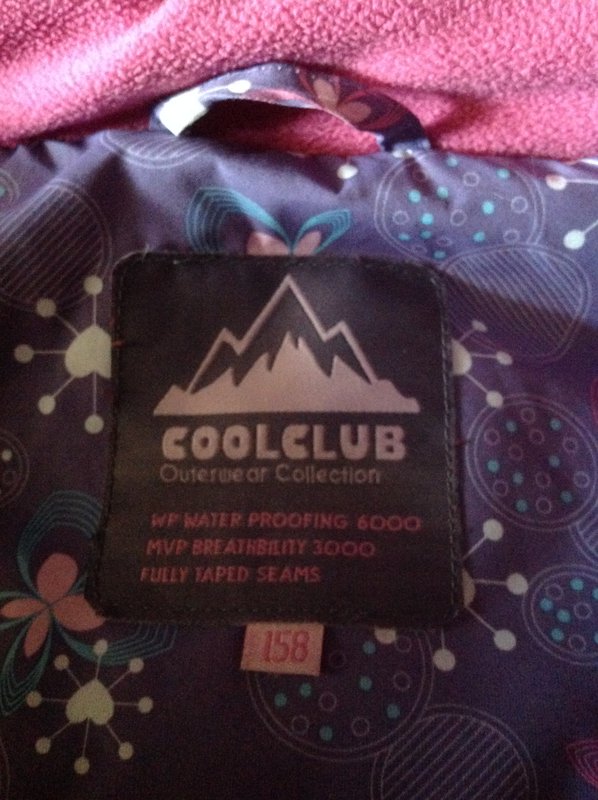 COOLCLUB
Outerwear Collection
WP WATER PROOFING 6000
MVP BREATHBILITY 3000
FULLY TAPED SEAMS
158